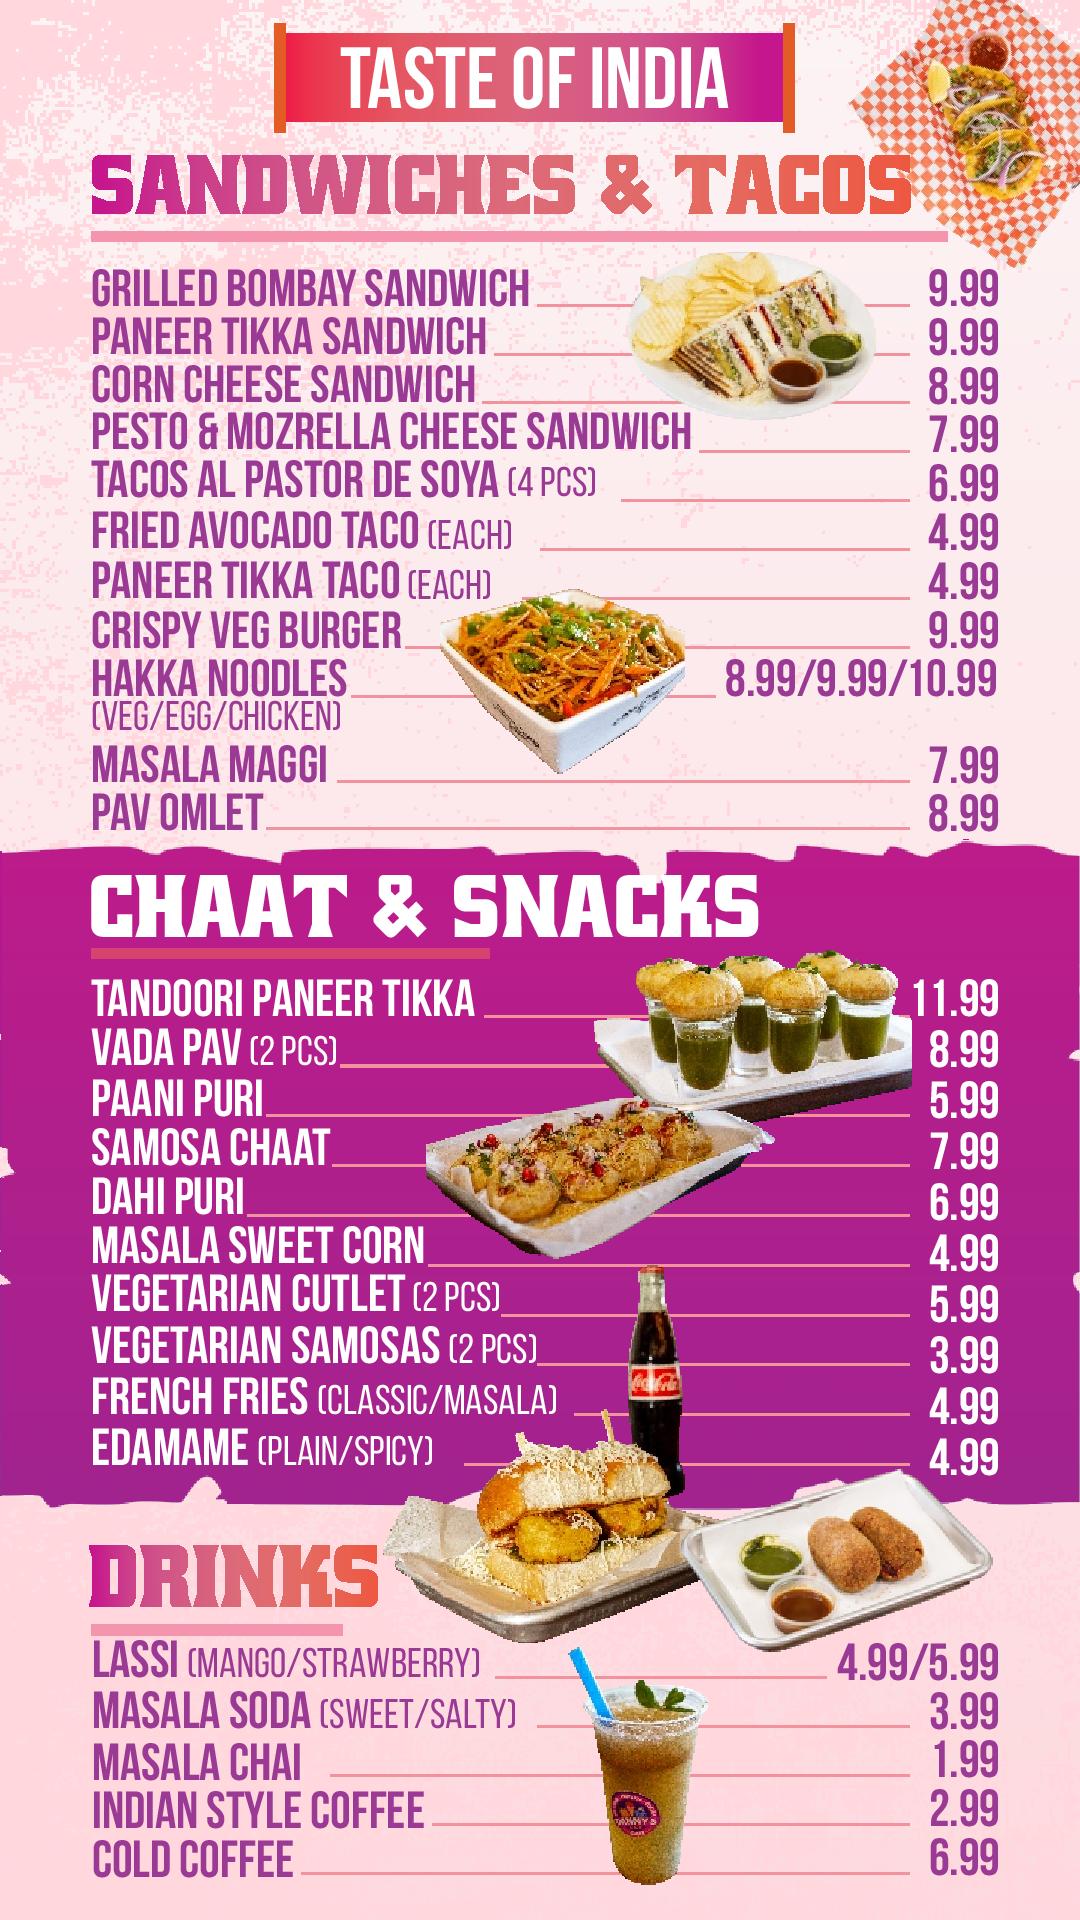 TASTE OF INDIA
SANDWICHES & TACOS
GRILLED BOMBAY SANDWICH 9.99
PANEER TIKKA SANDWICH 9.99
CORN CHEESE SANDWICH 8.99
PESTO & MOZRELLA CHEESE SANDWICH 7.99
TACOS AL PASTOR DE SOYA (4 PCS) 6.99
FRIED AVOCADO TACO (EACH) 4.99
PANEER TIKKA TACO (EACH) 4.99
CRISPY VEG BURGER 9.99
HAKKA NOODLES 8.99/9.99/10.99
(VEG/EGG/CHICKEN)
MASALA MAGGI 7.99
PAV OMLET 8.99
CHAAT & SNACKS
TANDOORI PANEER TIKKA 11.99
VADA PAV (2 PCS) 8.99
PAANI PURI 5.99
SAMOSA CHAAT 7.99
DAHI PURI 6.99
MASALA SWEET CORN 4.99
VEGETARIAN CUTLET (2 PCS) 5.99
VEGETARIAN SAMOSAS (2 PCS) 3.99
FRENCH FRIES (CLASSIC/MASALA) 4.99
EDAMAME (PLAIN/SPICY) 4.99
Coca-Cola
DRINKS
LASSI (MANGO/STRAWBERRY) 4.99/5.99
MASALA SODA (SWEET/SALTY) 3.99
MASALA CHAI 1.99
INDIAN STYLE COFFEE 2.99
COLD COFFEE 6.99